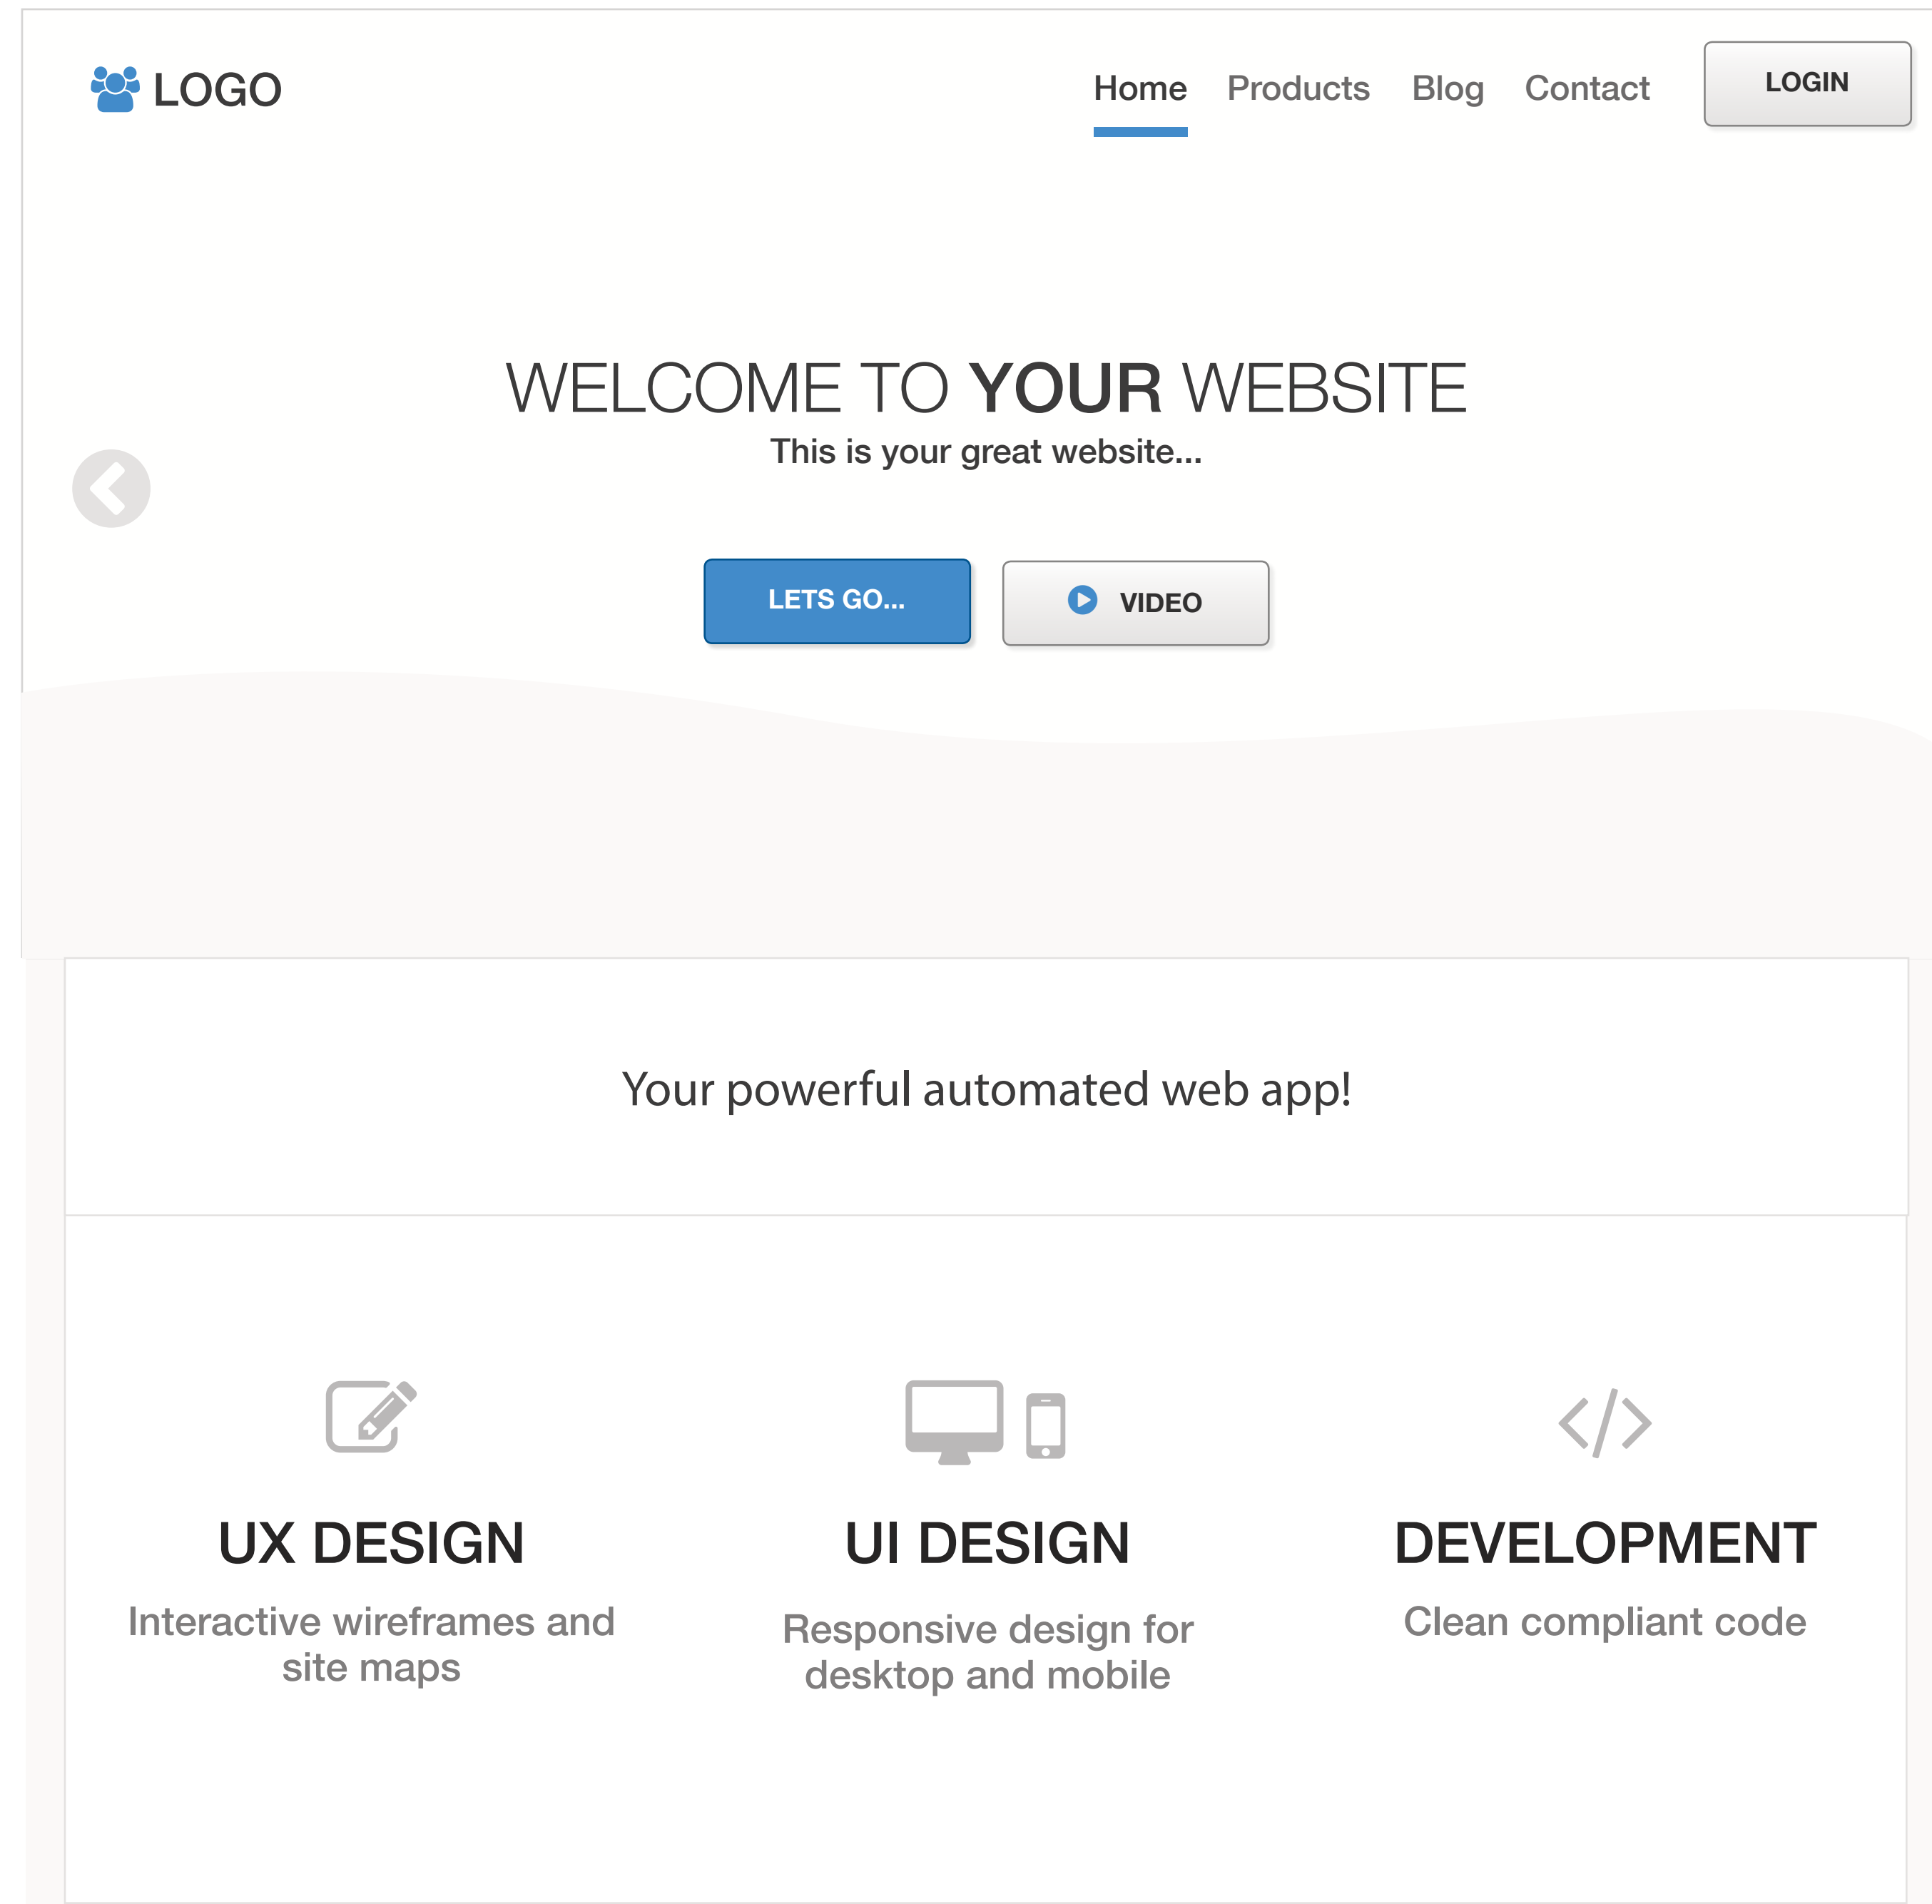 LOGO
Home Products Blog Contact LOGIN
WELCOME TO YOUR WEBSITE
This is your great website...
LETS GO... VIDEO
Your powerful automated web app!
UX DESIGN
Interactive wireframes and
site maps
UI DESIGN
Responsive design for
desktop and mobile
DEVELOPMENT
Clean compliant code